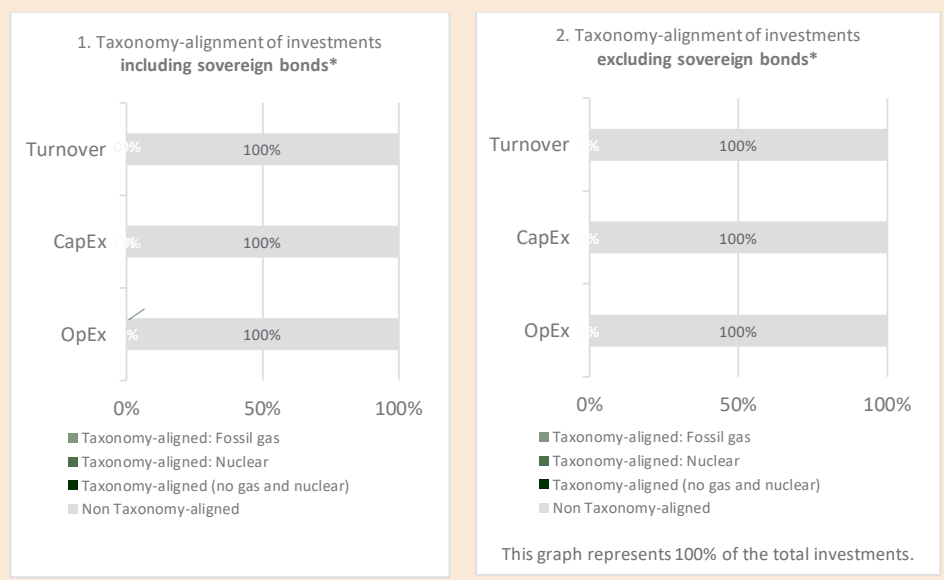 1. Taxonomy-alignment of investments
including sovereign bonds*
Turnover
100%
CapEx
100%
OpEx
100%
0% 50% 100%
Taxonomy-aligned: Fossil gas
Taxonomy-aligned: Nuclear
Taxonomy-aligned (no gas and nuclear)
Non Taxonomy-aligned
2. Taxonomy-alignment of investments
excluding sovereign bonds*
Turnover
100%
CapEx
100%
OpEx
100%
0% 50% 100%
Taxonomy-aligned: Fossil gas
Taxonomy-aligned: Nuclear
Taxonomy-aligned (no gas and nuclear)
Non Taxonomy-aligned
This graph represents 100% of the total investments.